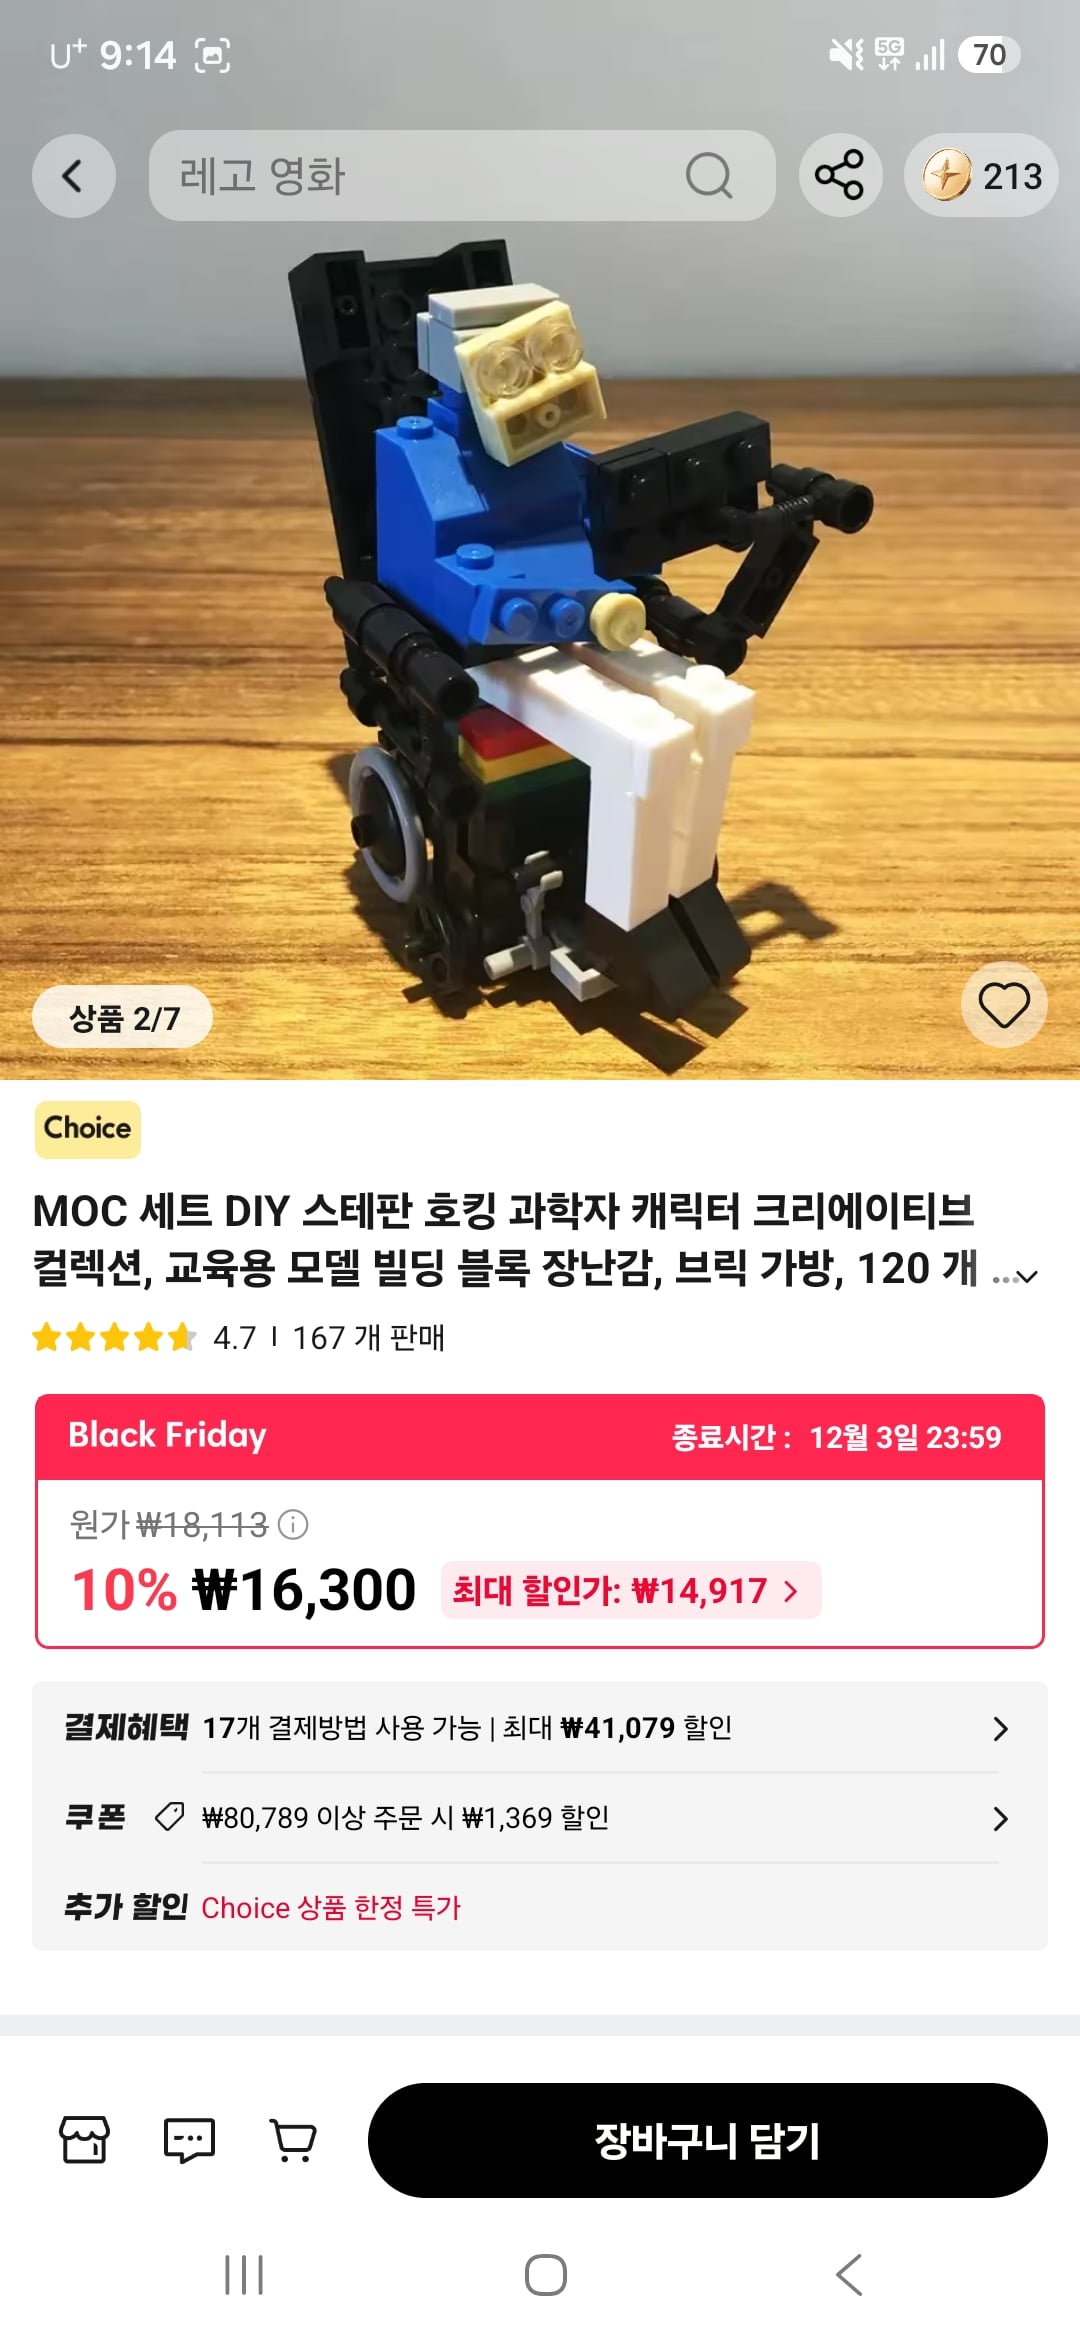 U+ 9:14 5G 70
레고 영화 213
상품 2/7
Choice
MOC 세트 DIY 스테판 호킹 과학자 캐릭터 크리에이티브
컬렉션, 교육용 모델 빌딩 블록 장난감, 브릭 가방, 120 개 ...
4.7 | 167 개 판매
Black Friday 종료시간 : 12월 3일 23:59
원가 ₩18,113
10% ₩16,300 최대 할인가: ₩14,917 >
결제혜택 17개 결제방법 사용 가능 | 최대 ₩41,079 할인
쿠폰 ₩80,789 이상 주문 시 ₩1,369 할인
추가 할인 Choice 상품 한정 특가
장바구니 담기